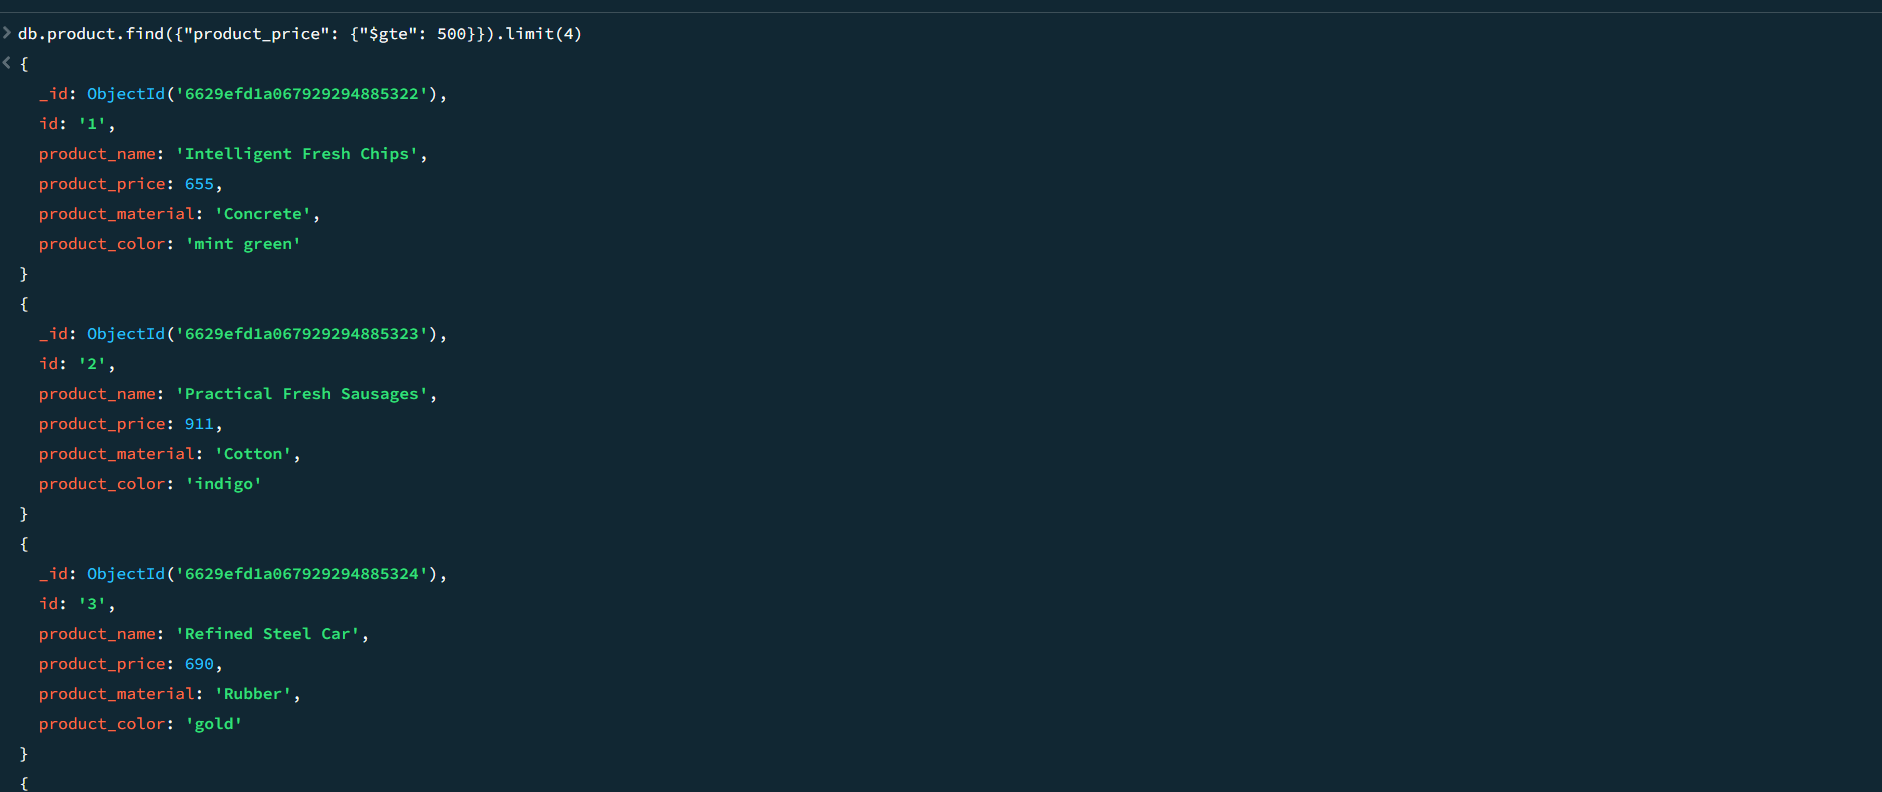 db.product.find({"product_price": {"$gte": 500}}).limit(4)
{
_id: ObjectId('6629efd1a067929294885322'),
id: '1',
product_name: 'Intelligent Fresh Chips',
product_price: 655,
product_material: 'Concrete',
product_color: 'mint green'
}
{
_id: ObjectId('6629efd1a067929294885323'),
id: '2',
product_name: 'Practical Fresh Sausages',
product_price: 911,
product_material: 'Cotton',
product_color: 'indigo'
}
{
_id: ObjectId('6629efd1a067929294885324'),
id: '3',
product_name: 'Refined Steel Car',
product_price: 690,
product_material: 'Rubber',
product_color: 'gold'
}
{